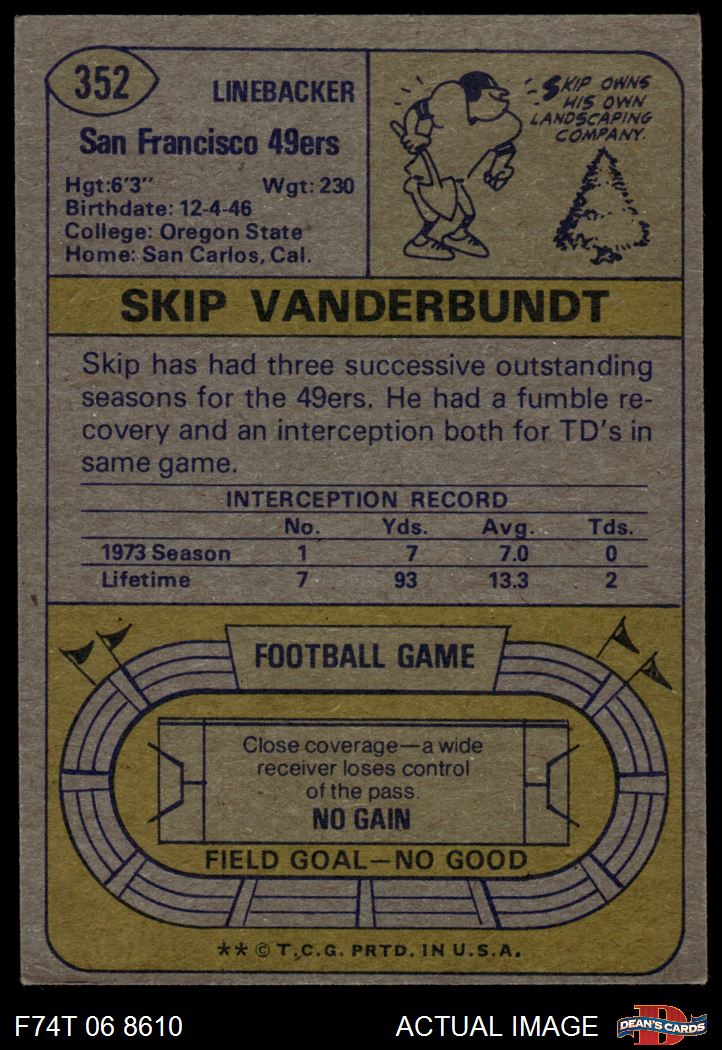 352
LINEBACKER
San Francisco 49ers
Hgt:6'3" Wgt: 230
Birthdate: 12-4-46
College: Oregon State
Home: San Carlos, Cal.
SKIP OWNS
HIS OWN
LANDSCAPING
COMPANY.
SKIP VANDERBUNDT
Skip has had three successive outstanding
seasons for the 49ers. He had a fumble re-
covery and an interception both for TD's in
same game.
INTERCEPTION RECORD
No. Yds. Avg. Tds.
1973 Season 1 7 7.0 0
Lifetime 7 93 13.3 2
FOOTBALL GAME
Close coverage—a wide
receiver loses control
of the pass.
NO GAIN
FIELD GOAL—NO GOOD
** © T.C.G. PRTD. IN U.S.A.
F74T 06 8610 ACTUAL IMAGE
D
DEAN'S CARDS